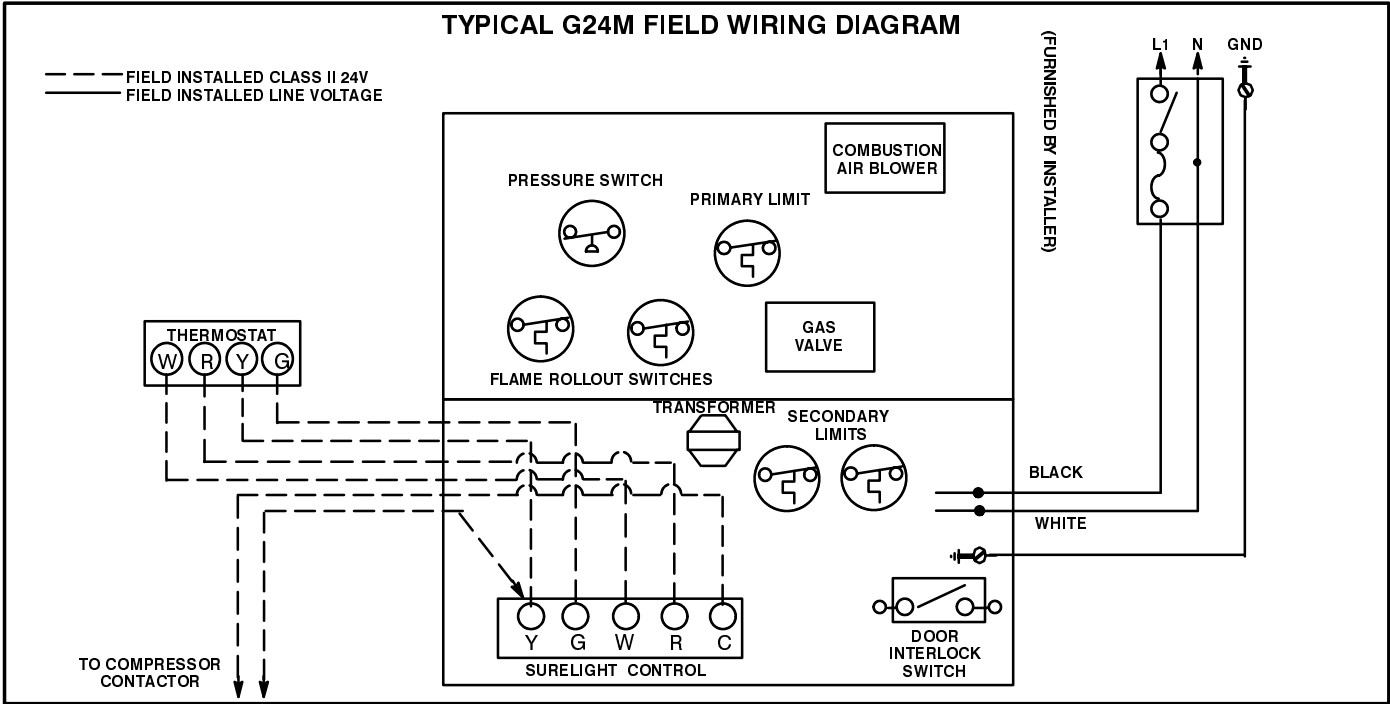 TYPICAL G24M FIELD WIRING DIAGRAM
FIELD INSTALLED CLASS II 24V
FIELD INSTALLED LINE VOLTAGE
L1 N GND
(FURNISHED BY INSTALLER)
COMBUSTION
AIR BLOWER
PRESSURE SWITCH
PRIMARY LIMIT
THERMOSTAT
W R Y G
GAS
VALVE
FLAME ROLLOUT SWITCHES
TRANSFORMER
SECONDARY
LIMITS
BLACK
WHITE
Y G W R C
SURELIGHT CONTROL
DOOR
INTERLOCK
SWITCH
TO COMPRESSOR
CONTACTOR